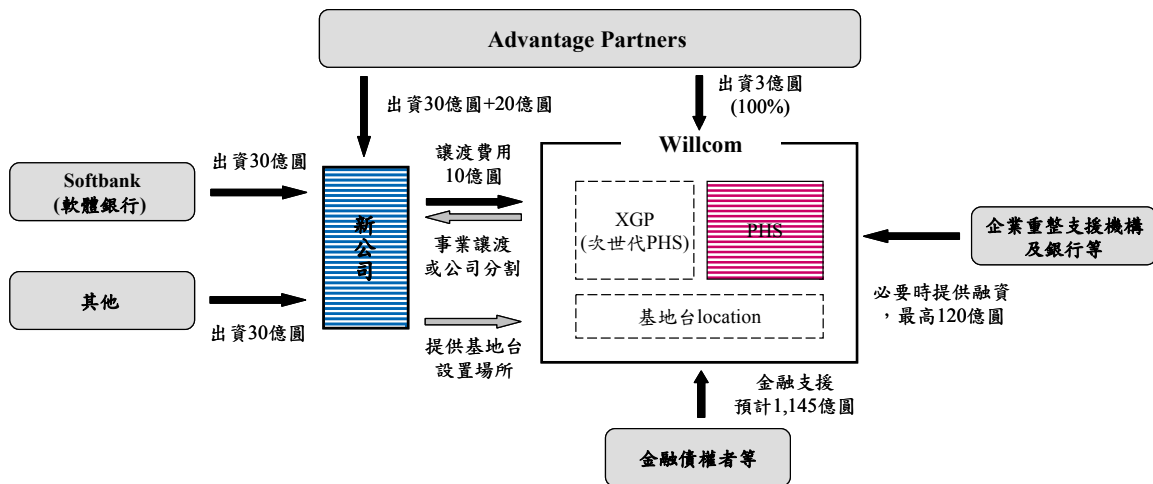 Advantage Partners
出資30億圓+20億圓
出資3億圓
(100%)
Softbank
(軟體銀行)
出資30億圓
其他
出資30億圓
新公司
讓渡費用
10億圓
事業讓渡
或公司分割
提供基地台
設置場所
Willcom
XGP
(次世代PHS)
PHS
基地台location
企業重整支援機構
及銀行等
必要時提供融資
，最高120億圓
金融支援
預計1,145億圓
金融債權者等